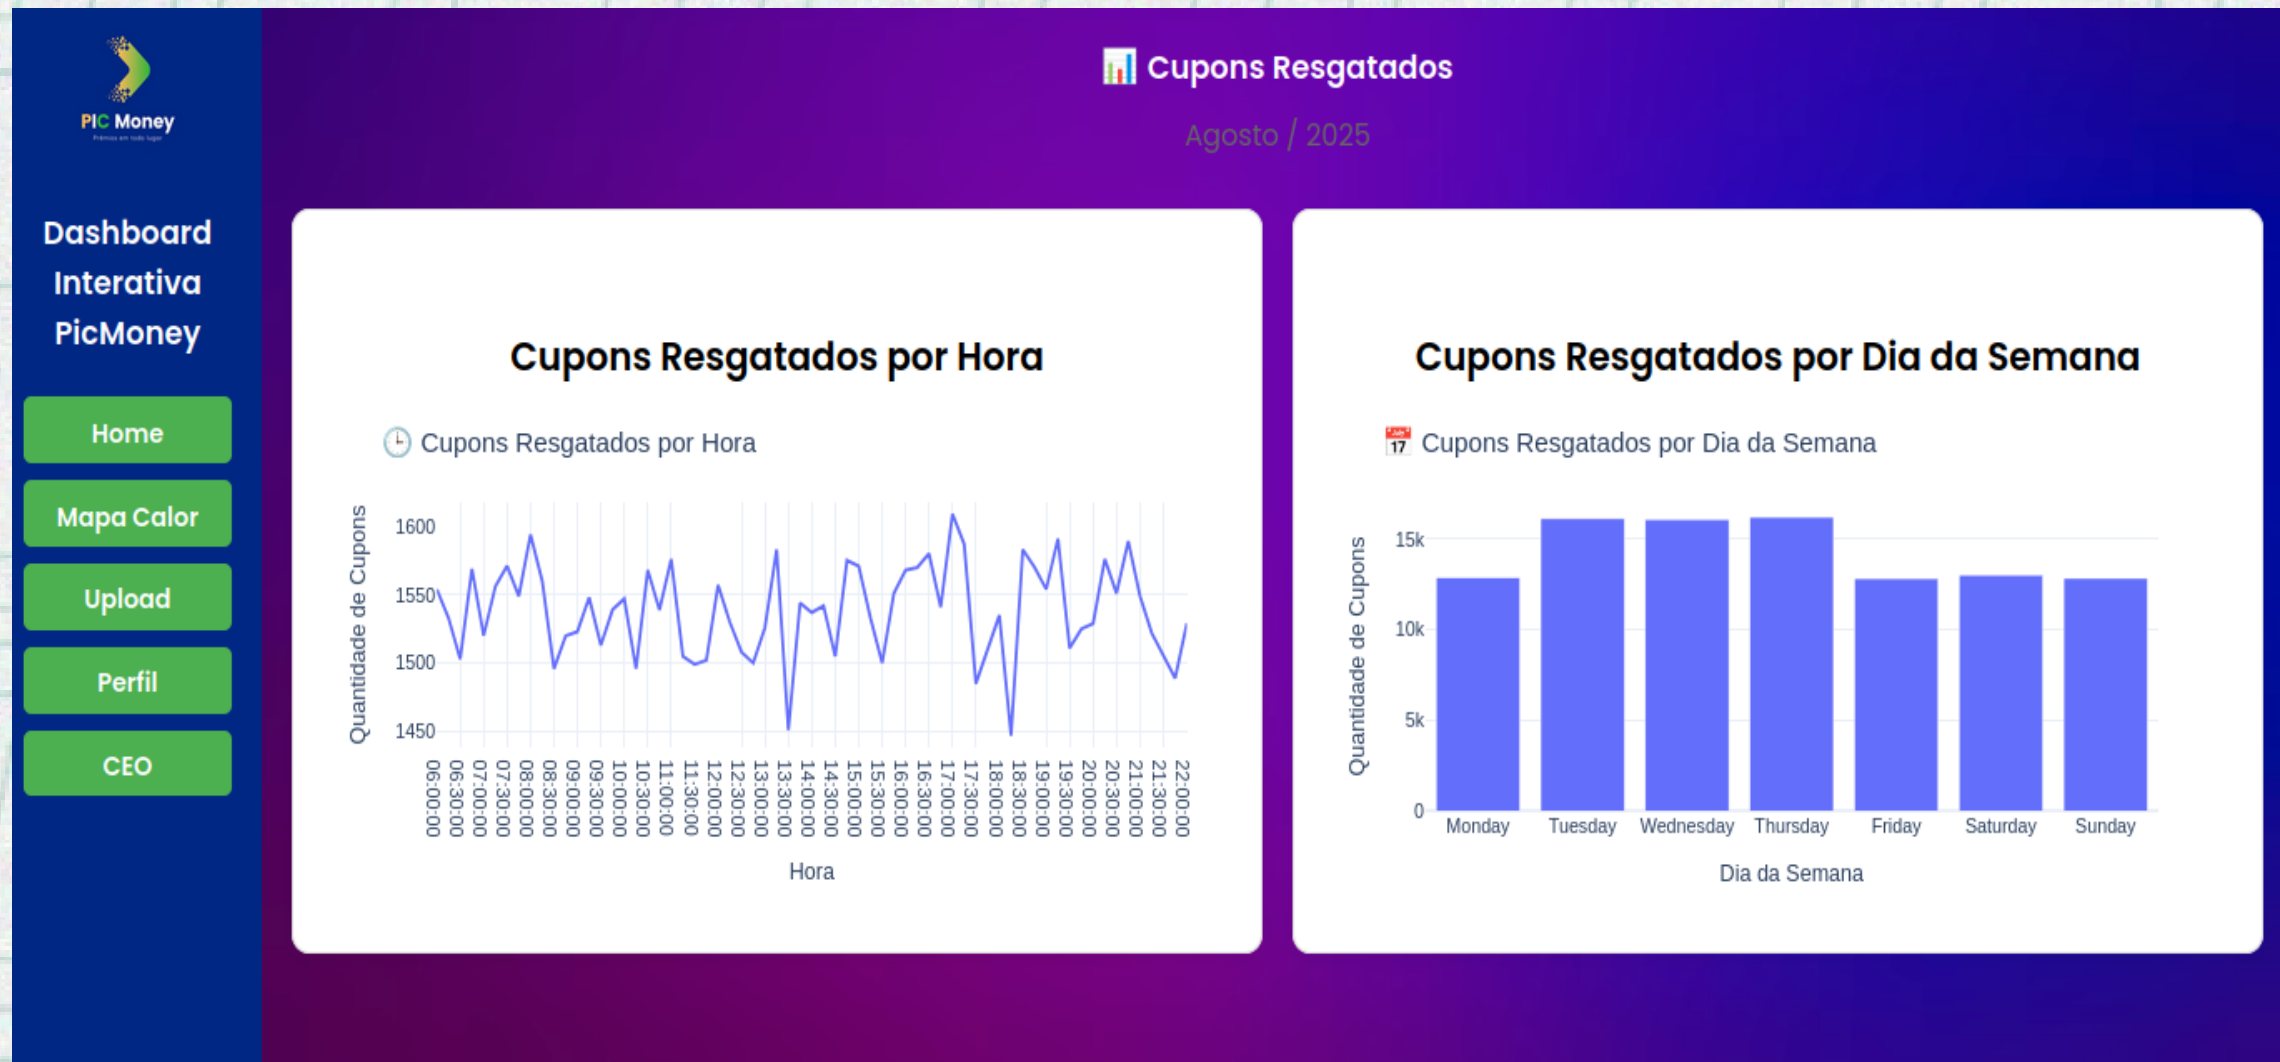 PIC Money
Prêmios em todo lugar
Dashboard
Interativa
PicMoney
Home
Mapa Calor
Upload
Perfil
CEO
📊 Cupons Resgatados
Agosto / 2025
Cupons Resgatados por Hora
🕒 Cupons Resgatados por Hora
Quantidade de Cupons
1600
1550
1500
1450
06:00:00
06:30:00
07:00:00
07:30:00
08:00:00
08:30:00
09:00:00
09:30:00
10:00:00
10:30:00
11:00:00
11:30:00
12:00:00
12:30:00
13:00:00
13:30:00
14:00:00
14:30:00
15:00:00
15:30:00
16:00:00
16:30:00
17:00:00
17:30:00
18:00:00
18:30:00
19:00:00
19:30:00
20:00:00
20:30:00
21:00:00
21:30:00
22:00:00
Hora
Cupons Resgatados por Dia da Semana
📅 Cupons Resgatados por Dia da Semana
Quantidade de Cupons
15k
10k
5k
0
Monday
Tuesday
Wednesday
Thursday
Friday
Saturday
Sunday
Dia da Semana